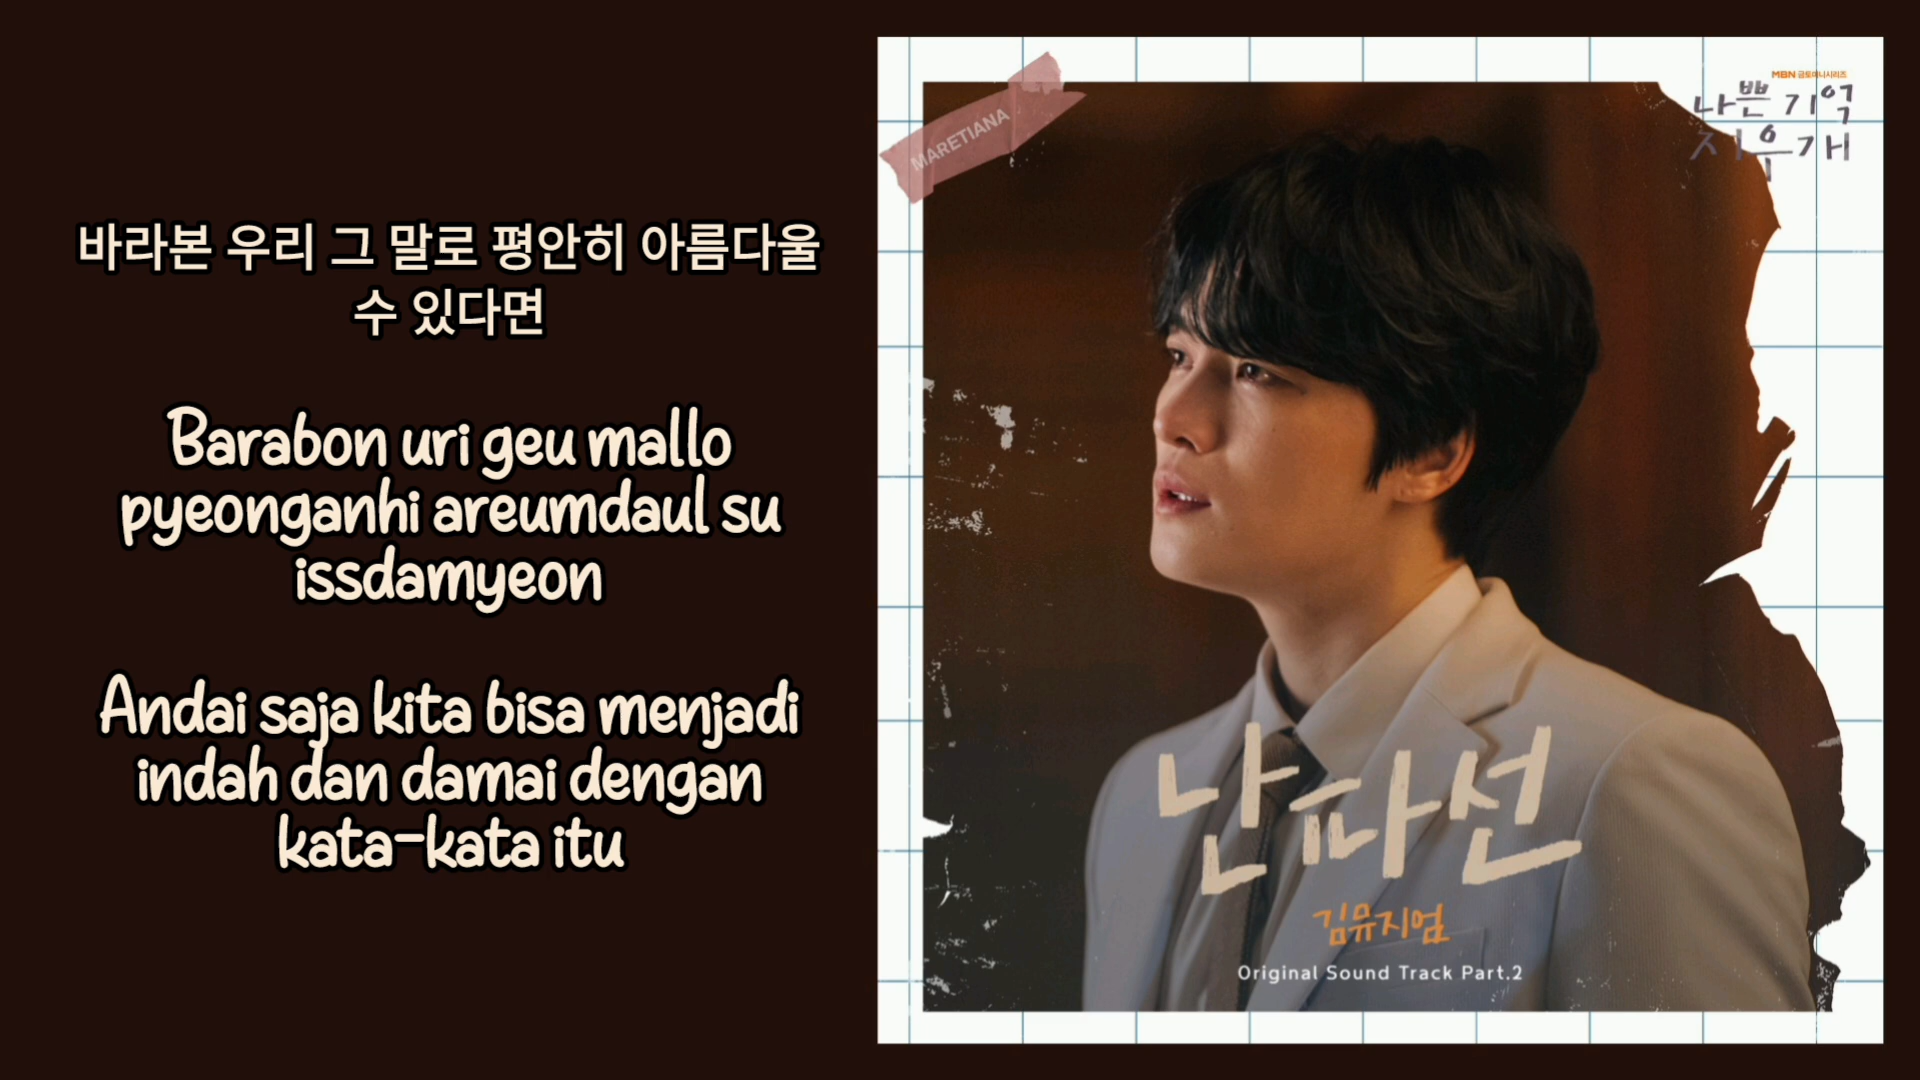 바라본 우리 그 말로 평안히 아름다울
수 있다면
Barabon uri geu mallo
pyeonganhi areumdaul su
issdamyeon
Andai saja kita bisa menjadi
indah dan damai dengan
kata-kata itu
MARETIANA
MBN 금토미니시리즈
나쁜 기억
지우개
난파선
김뮤지엄
Original Sound Track Part.2